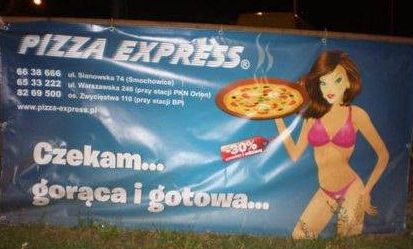 PIZZA EXPRESS®
66 38 666 ul. Sianowska 74 (Smochowice)
65 33 222 ul. Warszawska 246 (przy stacji PKN Orlen)
82 69 500 os. Zwycięstwa 110 (przy stacji BP)
www.pizza-express.pl
-30%
Czekam...
gorąca i gotowa...